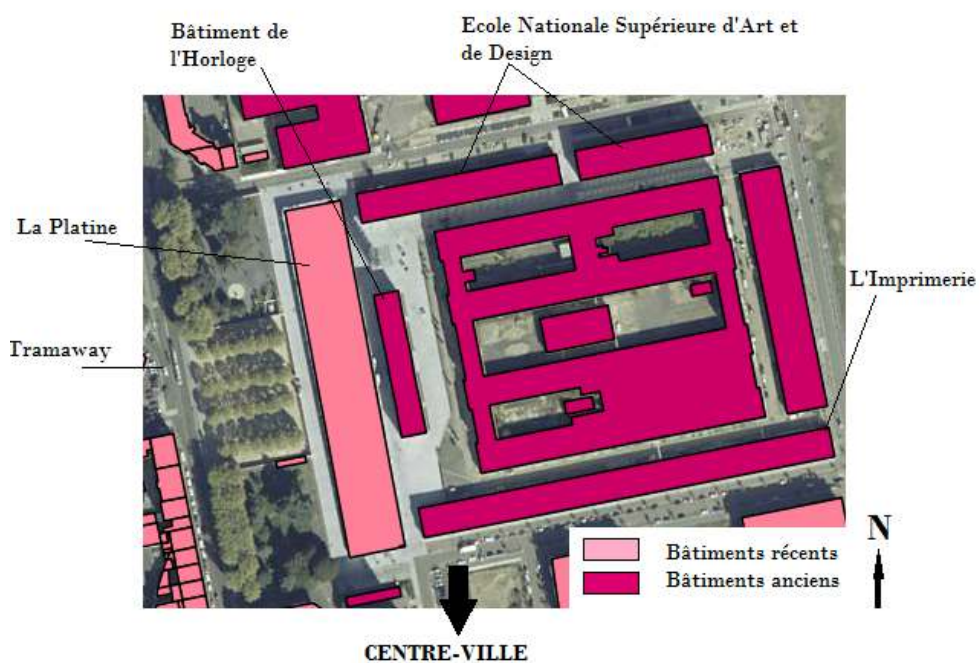 Bâtiment de
l'Horloge
Ecole Nationale Supérieure d'Art et
de Design
La Platine
L'Imprimerie
Tramaway
N
Bâtiments récents
Bâtiments anciens
CENTRE-VILLE